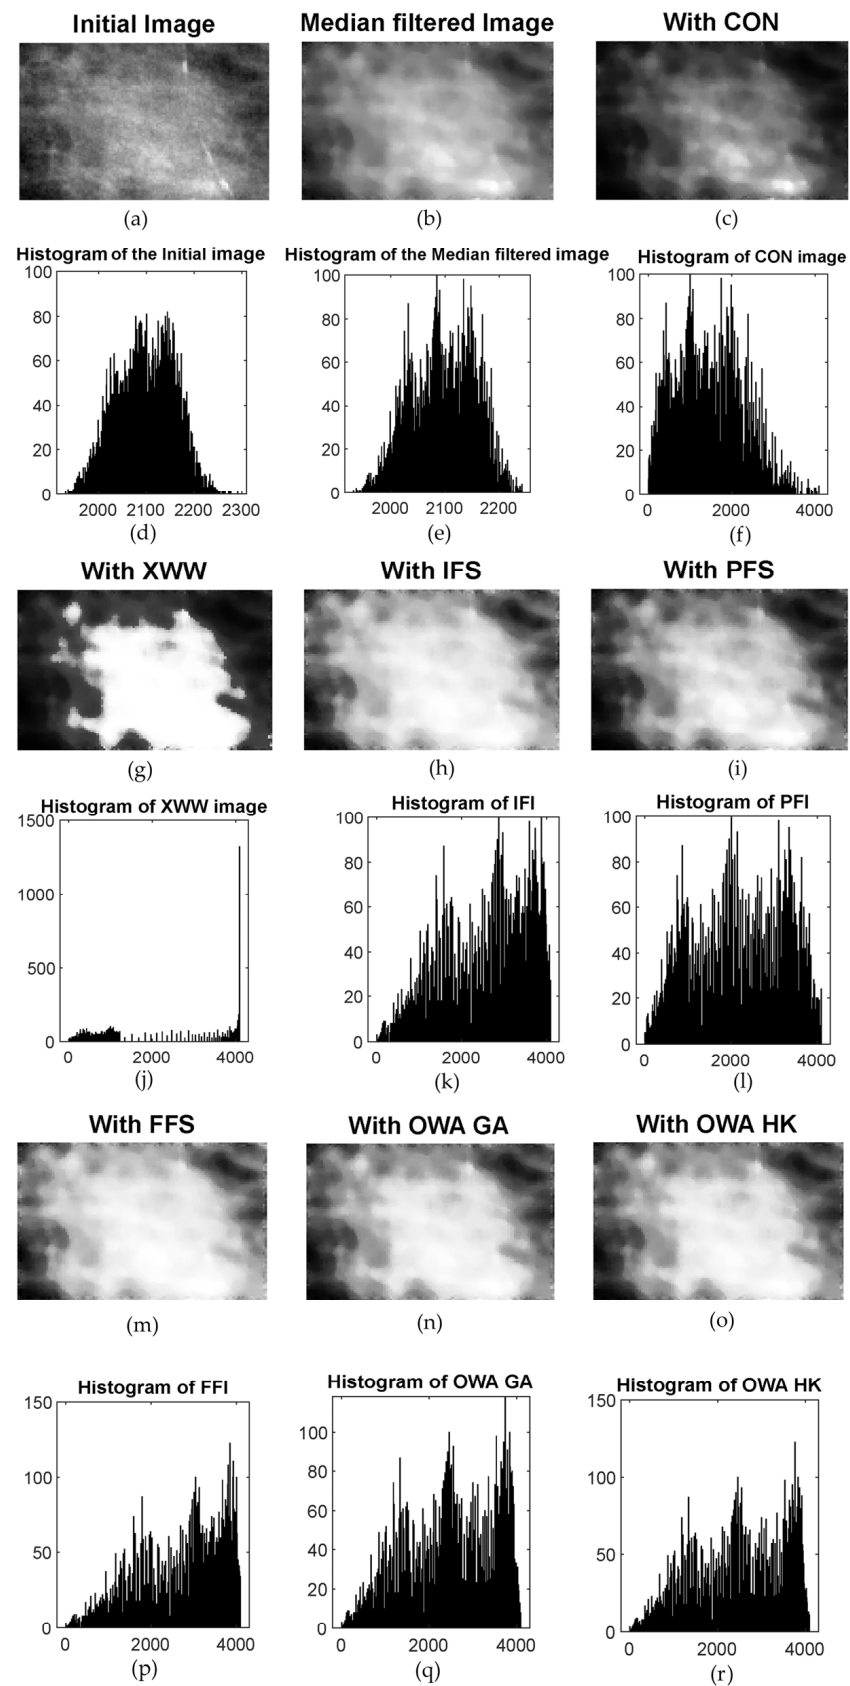 Initial Image Median filtered Image With CON
(a) (b) (c)
Histogram of the Initial image Histogram of the Median filtered image Histogram of CON image
100 100 100
80 80 80
60 60 60
40 40 40
20 20 20
0 0 0
2000 2100 2200 2300 2000 2100 2200 0 2000 4000
(d) (e) (f)
With XWW With IFS With PFS
(g) (h) (i)
Histogram of XWW image Histogram of IFI Histogram of PFI
1500 100 100
80 80
1000 60 60
500 40 40
20 20
0 0 0
0 2000 4000 0 2000 4000 0 2000 4000
(j) (k) (l)
With FFS With OWA GA With OWA HK
(m) (n) (o)
Histogram of FFI Histogram of OWA GA Histogram of OWA HK
150 100 150
100 80 100
60
50 40 50
20
0 0 0
0 2000 4000 0 2000 4000 0 2000 4000
(p) (q) (r)